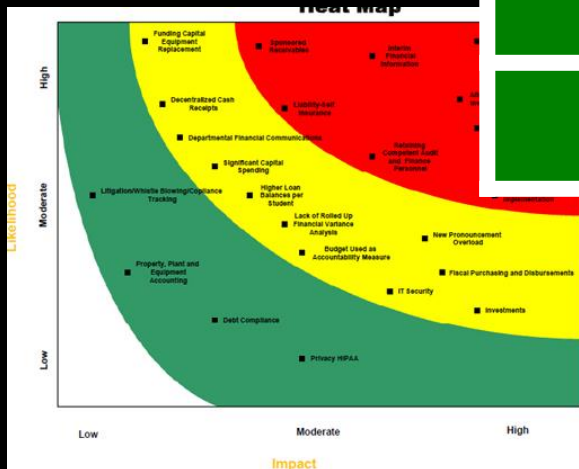 Heat Map
Funding Capital
Equipment
Replacement
Sponsored
Receivables
Interim
Financial
Information
High
Decentralized Cash
Receipts
Liability-Self
Insurance
Departmental Financial Communications
Retaining
Competent Audit
and Finance
Personnel
Significant Capital
Spending
Likelihood
Moderate
Litigation/Whistle Blowing/Copliance
Tracking
Higher Loan
Balances per
Student
Implementation
Lack of Rolled Up
Financial Variance
Analysis
New Pronouncement
Overload
Budget Used as
Accountability Measure
Property, Plant and
Equipment
Accounting
Fiscal Purchasing and Disbursements
IT Security
Investments
Debt Compliance
Low
Privacy HIPAA
Low
Moderate
High
Impact